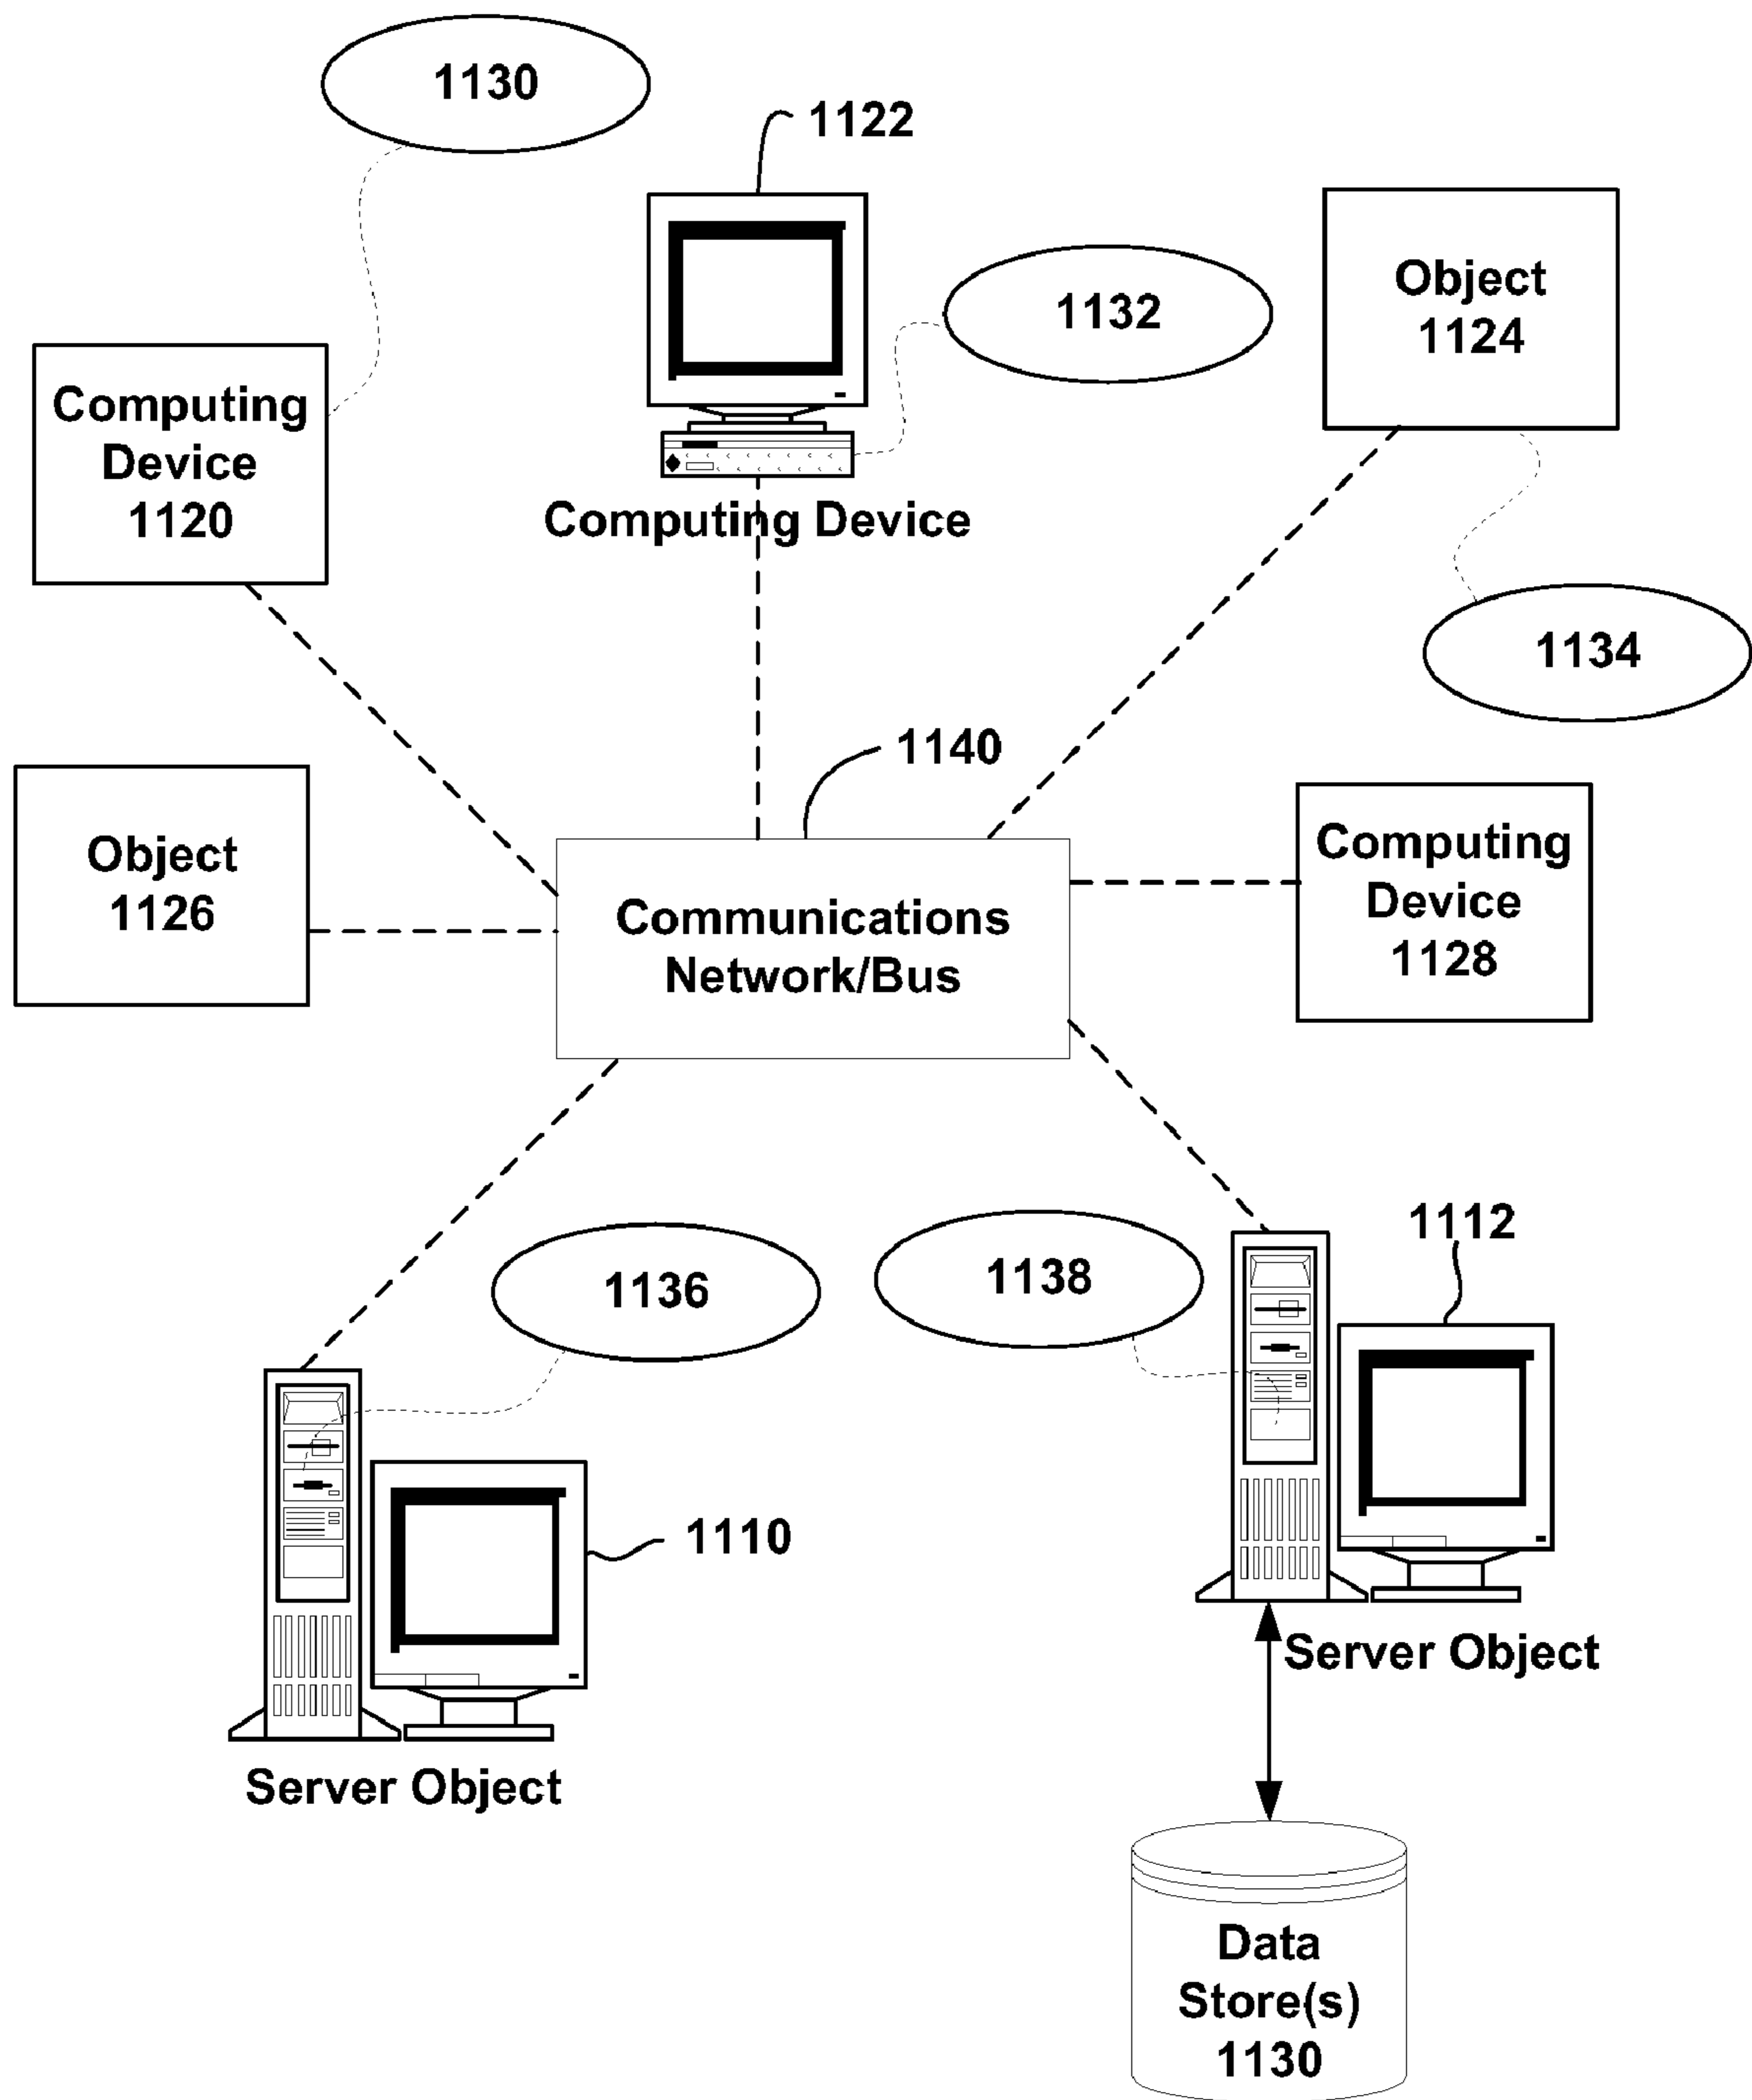 1130
1122
1132
Object
1124
Computing
Device
1120
Computing Device
1134
1140
Object
1126
Computing
Device
1128
Communications
Network/Bus
1136
1138
1112
1110
Server Object
Server Object
Data
Store(s)
1130